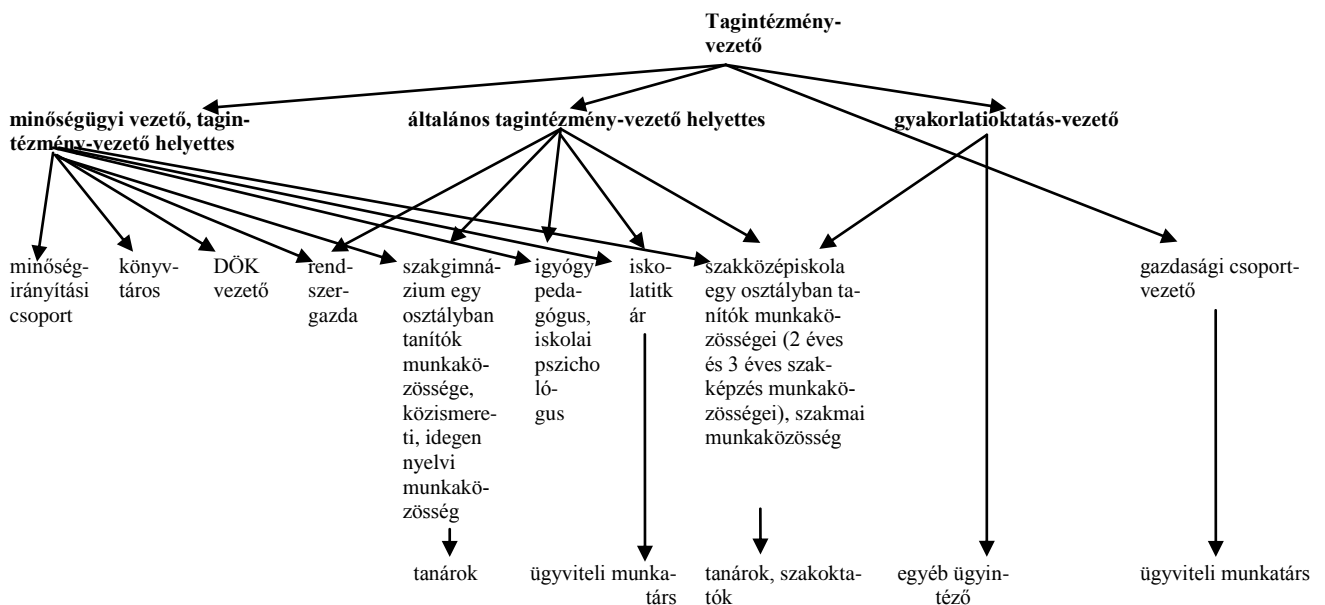 Tagintézmény-
vezető
minőségügyi vezető, tagin-
tézmény-vezető helyettes
általános tagintézmény-vezető helyettes
gyakorlatioktatás-vezető
minőség-
irányítási
csoport
könyv-
táros
DÖK
vezető
rend-
szer-
gazda
szakgimná-
zium egy
osztályban
tanítók
munkakö-
zössége,
közismere-
ti, idegen
nyelvi
munkakö-
zösség
igyógy
peda-
gógus,
iskolai
pszicho
ló-
gus
isko-
latitk
ár
szakközépiskola
egy osztályban ta-
nítók munkakö-
zösségei (2 éves
és 3 éves szak-
képzés munkakö-
zösségei), szakmai
munkaközösség
gazdasági csoport-
vezető
tanárok
ügyviteli munka-
társ
tanárok, szakokta-
tók
egyéb ügyin-
téző
ügyviteli munkatárs